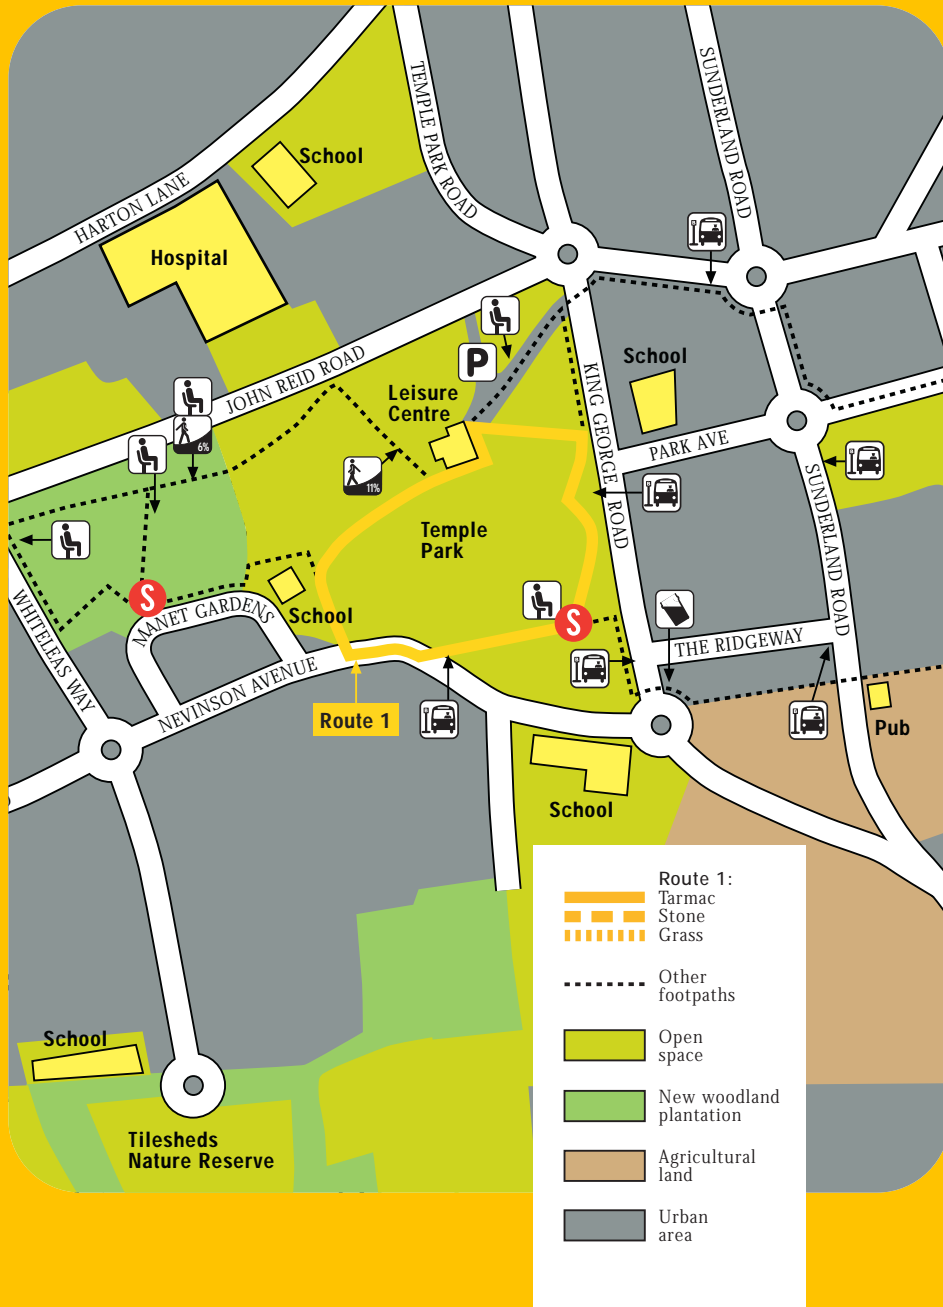 TEMPLE PARK ROAD
SUNDERLAND ROAD
School
HARTON LANE
Hospital
JOHN REID ROAD
P
School
Leisure
Centre
KING GEORGE ROAD
6%
PARK AVE
11%
SUNDERLAND ROAD
Temple
Park
WHITELEAS WAY
S
MANET GARDENS
School
S
THE RIDGEWAY
NEVINSON AVENUE
Route 1
Pub
School
Route 1:
Tarmac
Stone
Grass
Other
footpaths
Open
space
School
New woodland
plantation
Tilesheds
Nature Reserve
Agricultural
land
Urban
area